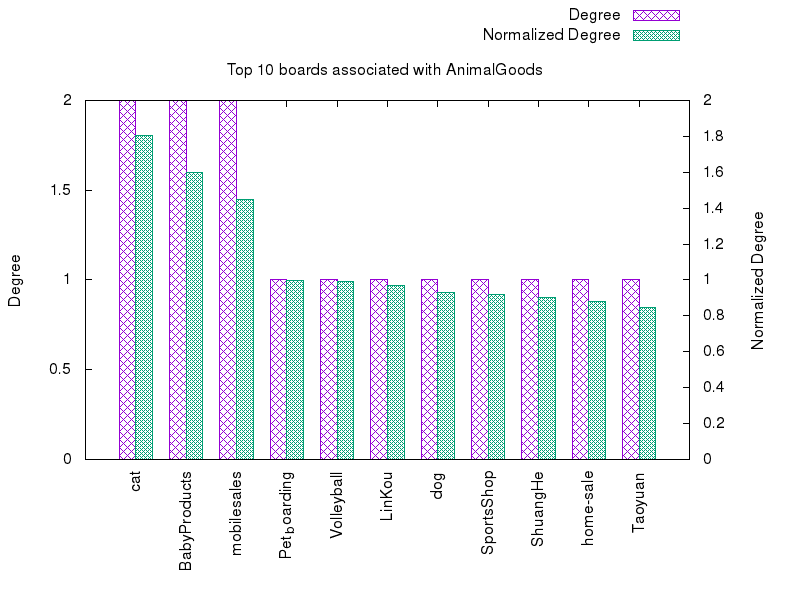 Degree
Normalized Degree
Top 10 boards associated with AnimalGoods
2
1.5
1
0.5
0
2
1.8
1.6
1.4
1.2
1
0.8
0.6
0.4
0.2
0
Degree
Normalized Degree
cat
BabyProducts
mobilesales
Pet_boarding
Volleyball
LinKou
dog
SportsShop
ShuangHe
home-sale
Taoyuan